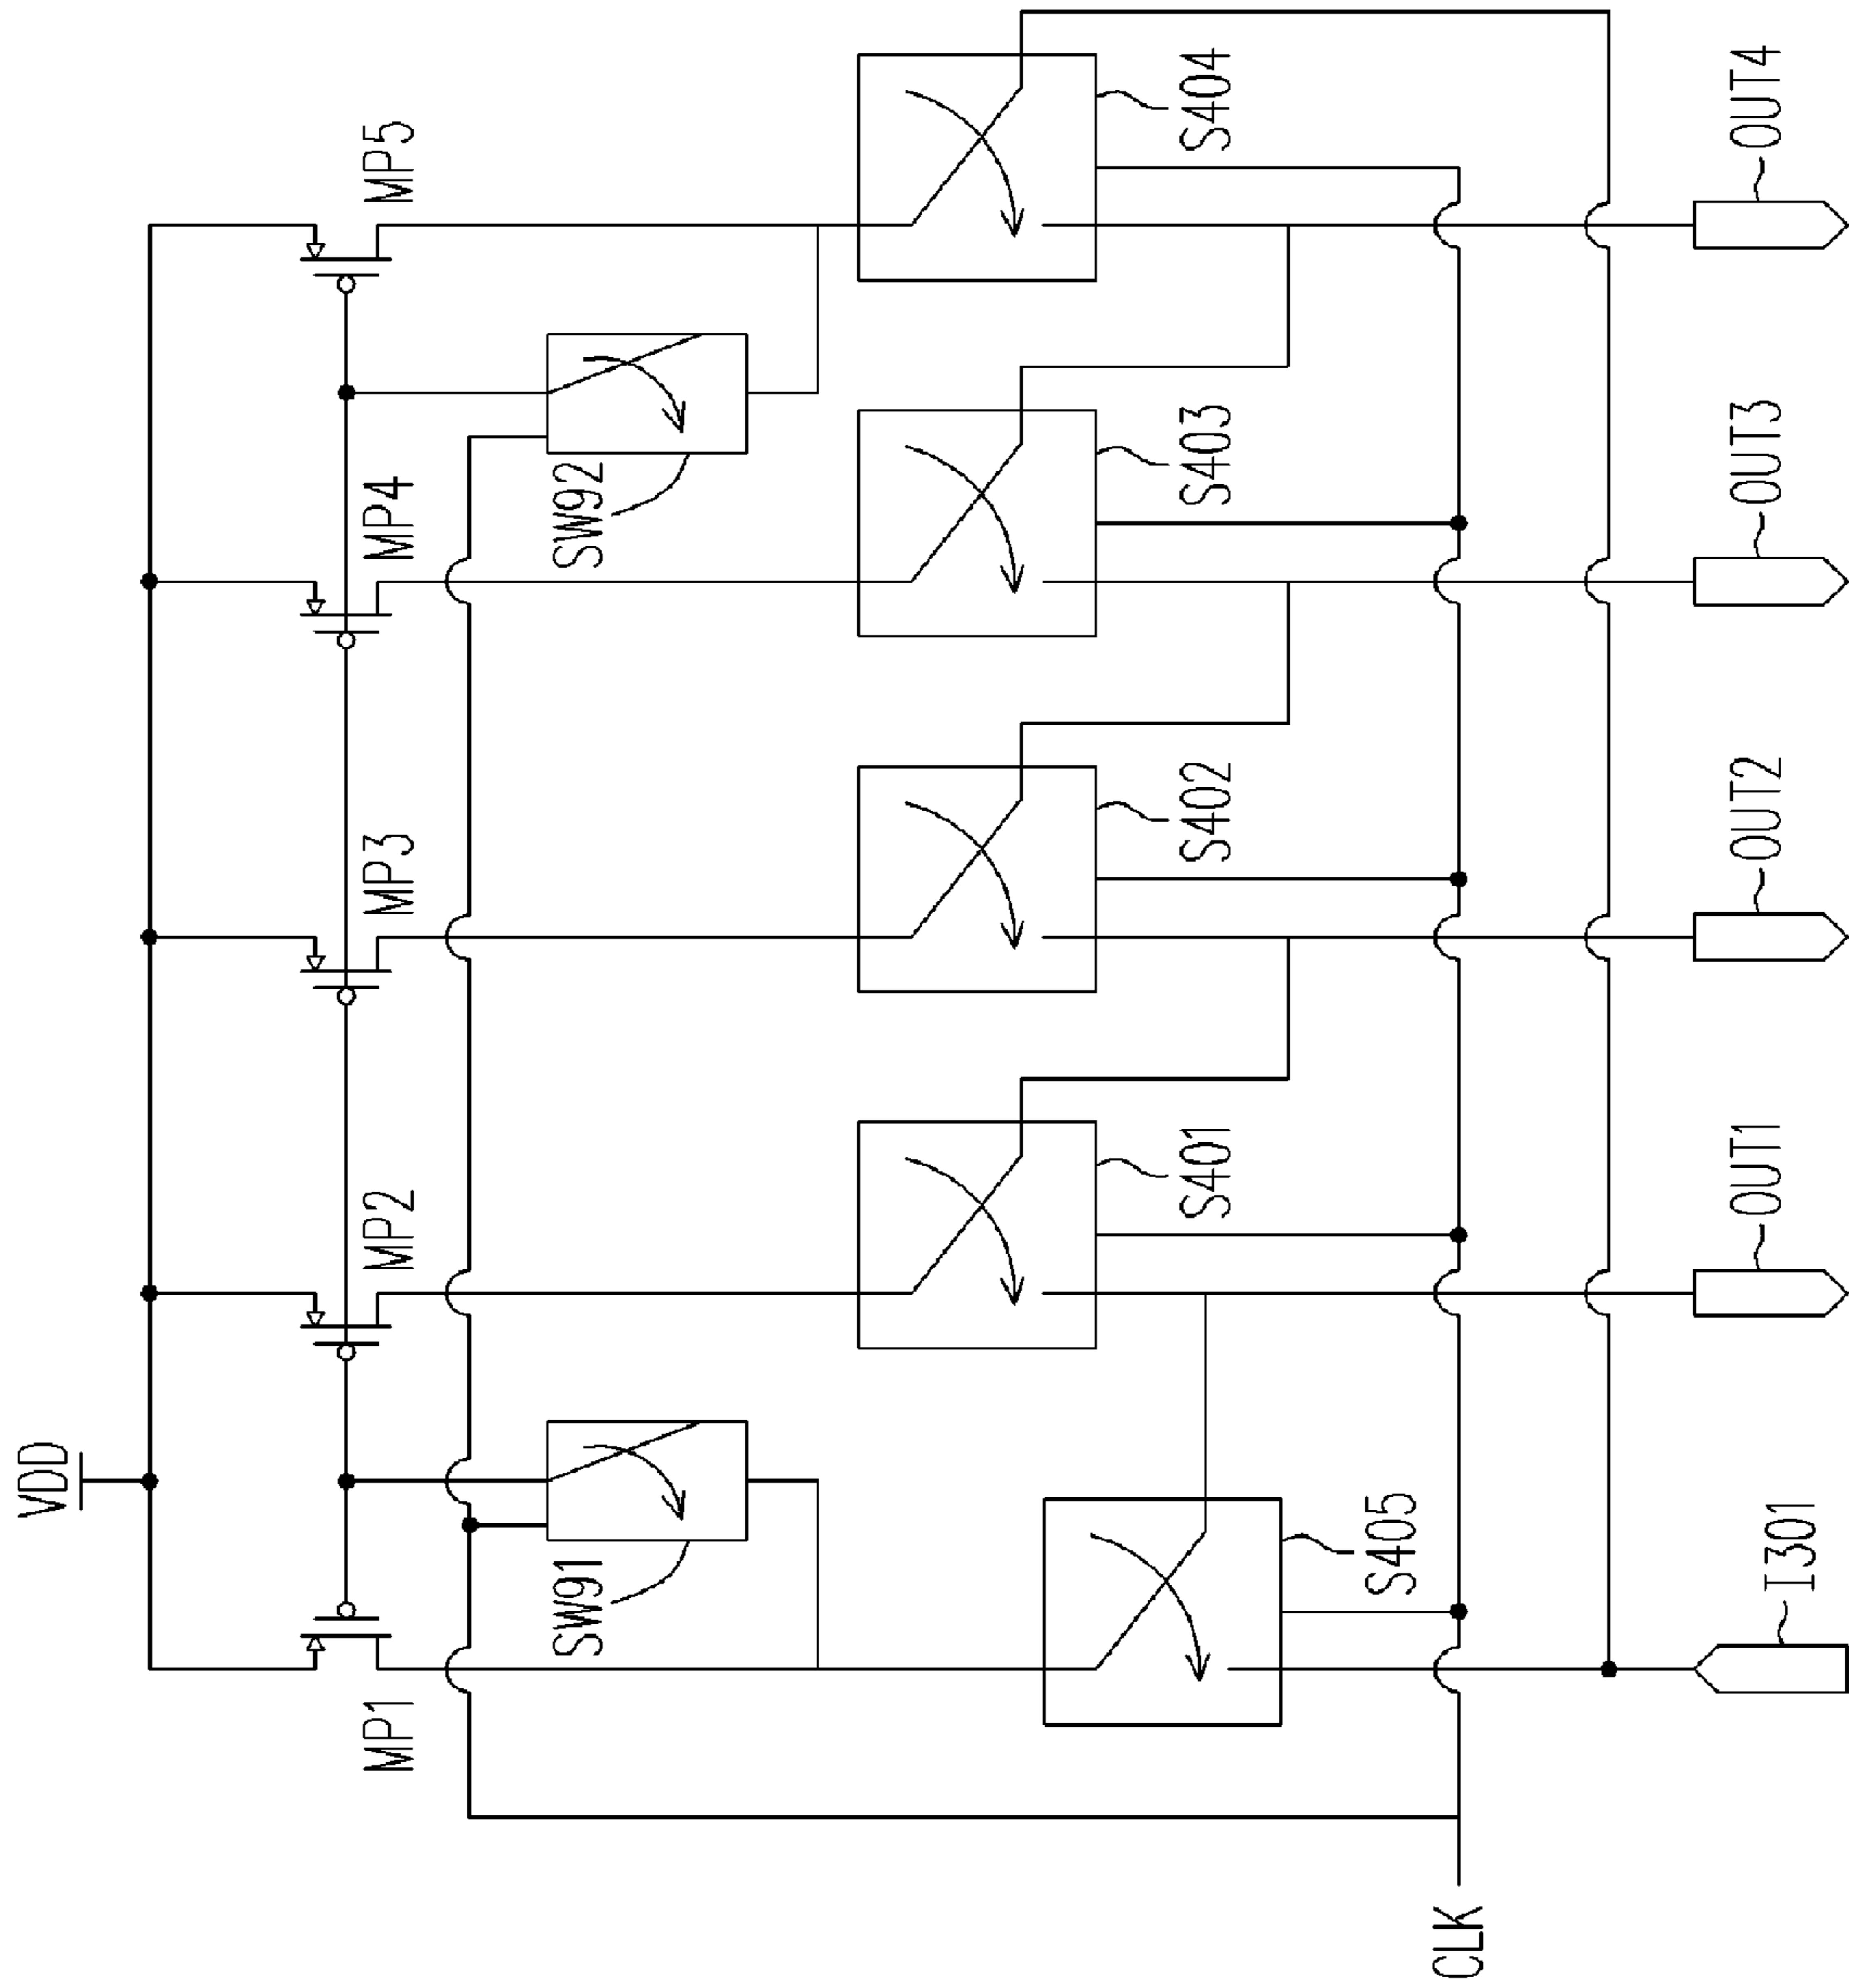 VDD
MP1
MP2
MP3
MP4
MP5
SW91
SW92
S401
S402
S403
S404
S405
CLK
I301
OUT1
OUT2
OUT3
OUT4